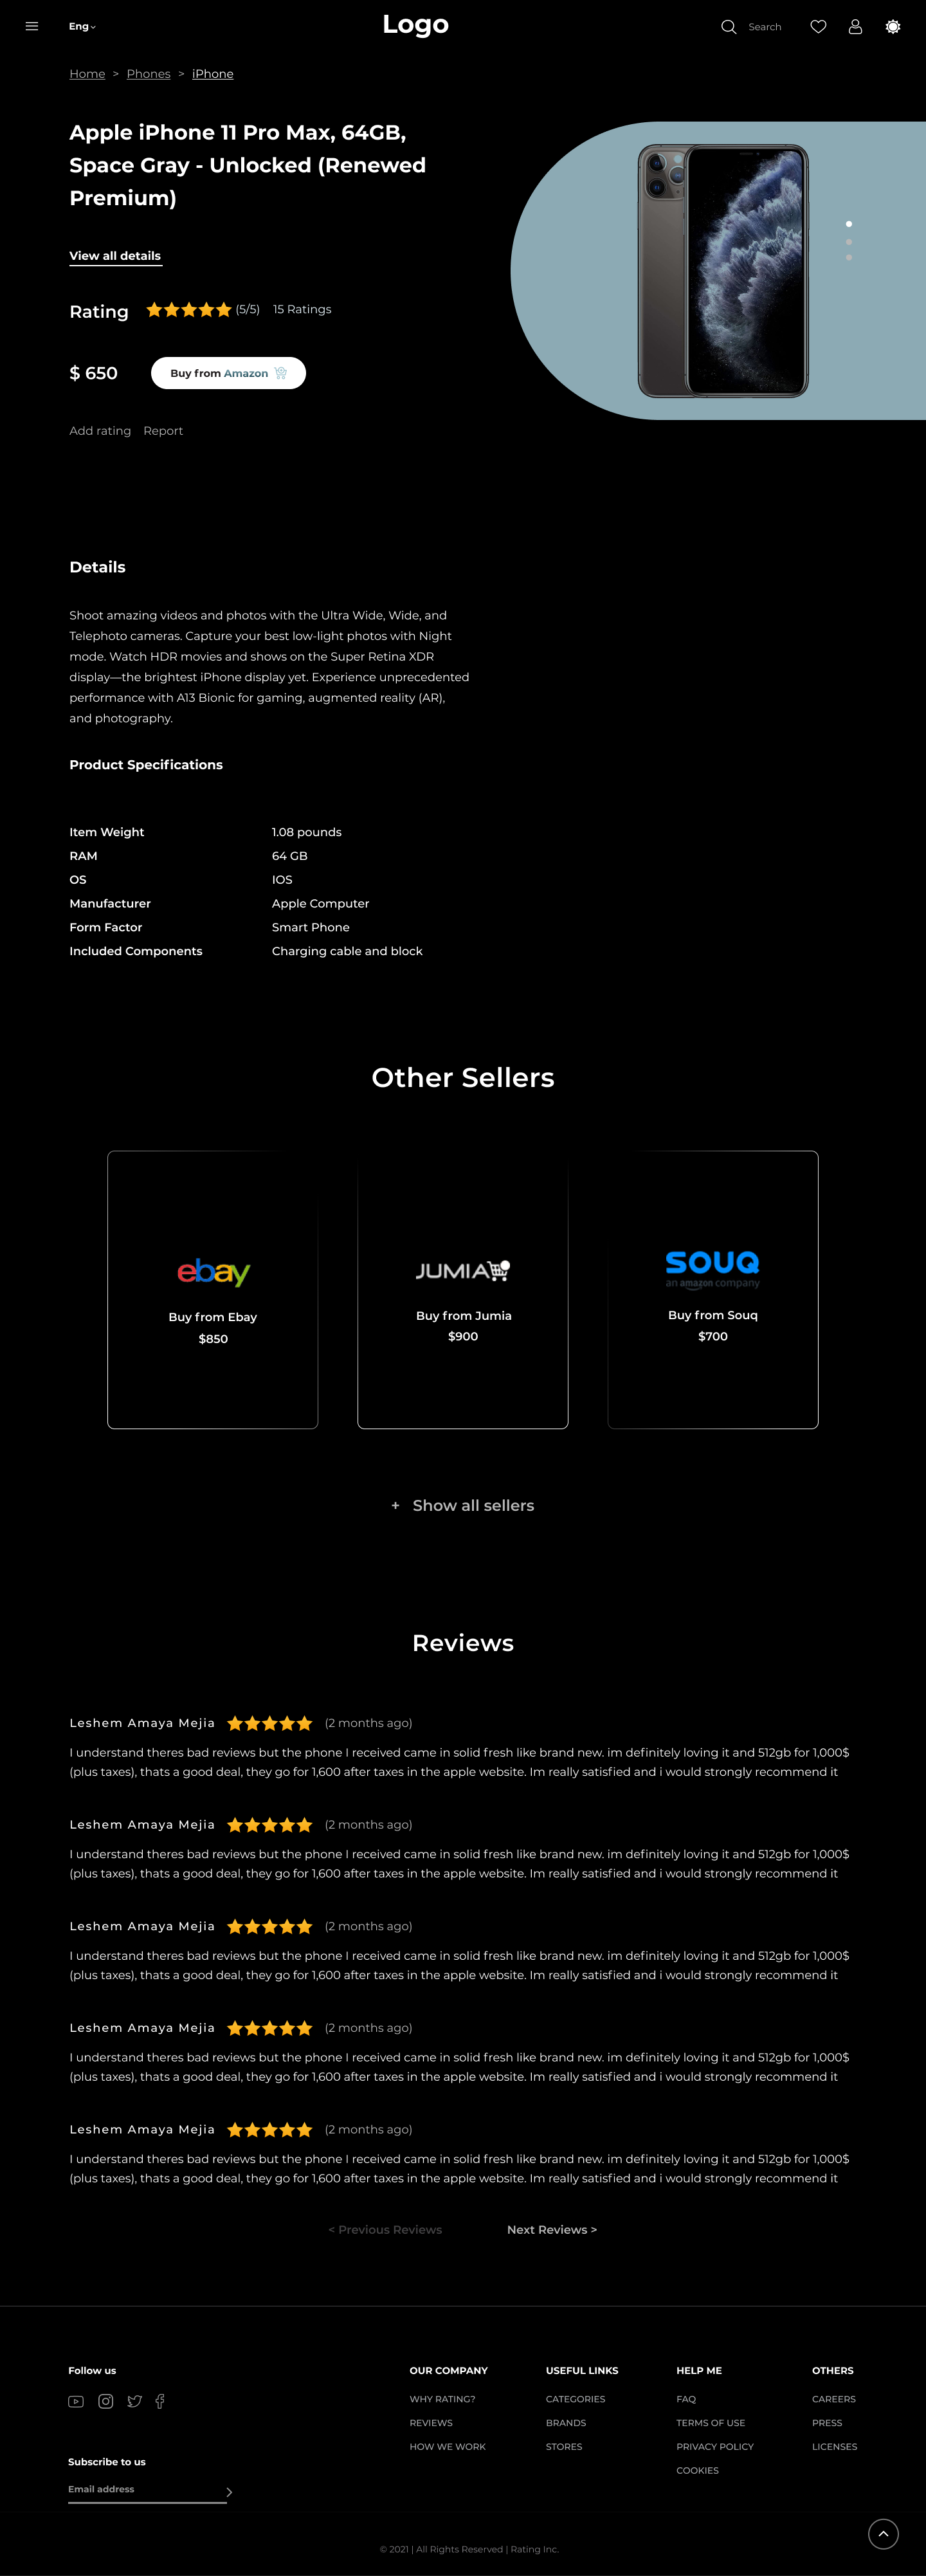 Eng
Logo
Search
Home > Phones > iPhone
Apple iPhone 11 Pro Max, 64GB,
Space Gray - Unlocked (Renewed
Premium)
View all details
Rating (5/5) 15 Ratings
$ 650 Buy from Amazon
Add rating Report
Details
Shoot amazing videos and photos with the Ultra Wide, Wide, and
Telephoto cameras. Capture your best low-light photos with Night
mode. Watch HDR movies and shows on the Super Retina XDR
display—the brightest iPhone display yet. Experience unprecedented
performance with A13 Bionic for gaming, augmented reality (AR),
and photography.
Product Specifications
Item Weight 1.08 pounds
RAM 64 GB
OS IOS
Manufacturer Apple Computer
Form Factor Smart Phone
Included Components Charging cable and block
Other Sellers
ebay
Buy from Ebay
$850
JUMIA
Buy from Jumia
$900
SOUQ
an amazon company
Buy from Souq
$700
+ Show all sellers
Reviews
Leshem Amaya Mejia (2 months ago)
I understand theres bad reviews but the phone I received came in solid fresh like brand new. im definitely loving it and 512gb for 1,000$
(plus taxes), thats a good deal, they go for 1,600 after taxes in the apple website. Im really satisfied and i would strongly recommend it
Leshem Amaya Mejia (2 months ago)
I understand theres bad reviews but the phone I received came in solid fresh like brand new. im definitely loving it and 512gb for 1,000$
(plus taxes), thats a good deal, they go for 1,600 after taxes in the apple website. Im really satisfied and i would strongly recommend it
Leshem Amaya Mejia (2 months ago)
I understand theres bad reviews but the phone I received came in solid fresh like brand new. im definitely loving it and 512gb for 1,000$
(plus taxes), thats a good deal, they go for 1,600 after taxes in the apple website. Im really satisfied and i would strongly recommend it
Leshem Amaya Mejia (2 months ago)
I understand theres bad reviews but the phone I received came in solid fresh like brand new. im definitely loving it and 512gb for 1,000$
(plus taxes), thats a good deal, they go for 1,600 after taxes in the apple website. Im really satisfied and i would strongly recommend it
Leshem Amaya Mejia (2 months ago)
I understand theres bad reviews but the phone I received came in solid fresh like brand new. im definitely loving it and 512gb for 1,000$
(plus taxes), thats a good deal, they go for 1,600 after taxes in the apple website. Im really satisfied and i would strongly recommend it
< Previous Reviews Next Reviews >
Follow us
Subscribe to us
Email address
OUR COMPANY
WHY RATING?
REVIEWS
HOW WE WORK
USEFUL LINKS
CATEGORIES
BRANDS
STORES
HELP ME
FAQ
TERMS OF USE
PRIVACY POLICY
COOKIES
OTHERS
CAREERS
PRESS
LICENSES
© 2021 | All Rights Reserved | Rating Inc.